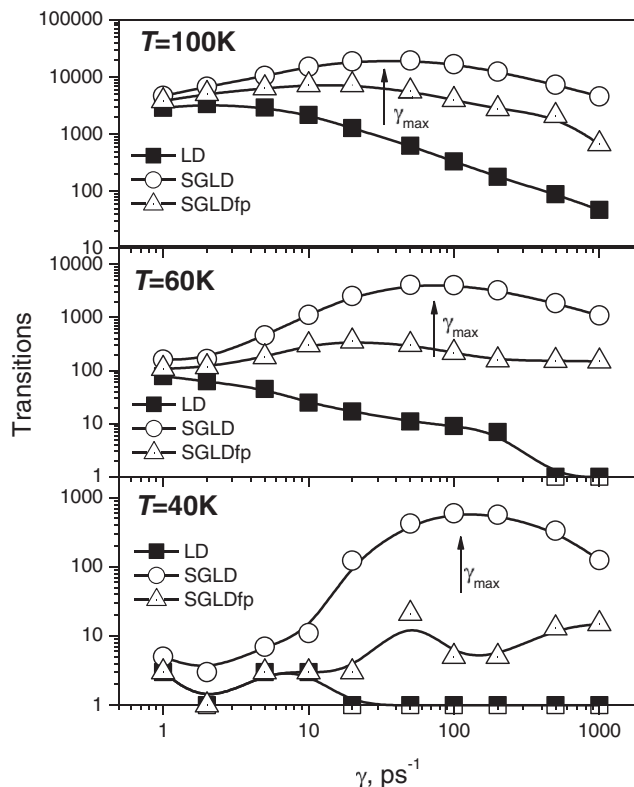 Transitions
T=100K
100000
10000
1000
100
10
γmax
LD
SGLD
SGLDfp
T=60K
10000
1000
100
10
1
γmax
LD
SGLD
SGLDfp
T=40K
1000
100
10
1
γmax
LD
SGLD
SGLDfp
1 10 100 1000
γ, ps⁻¹